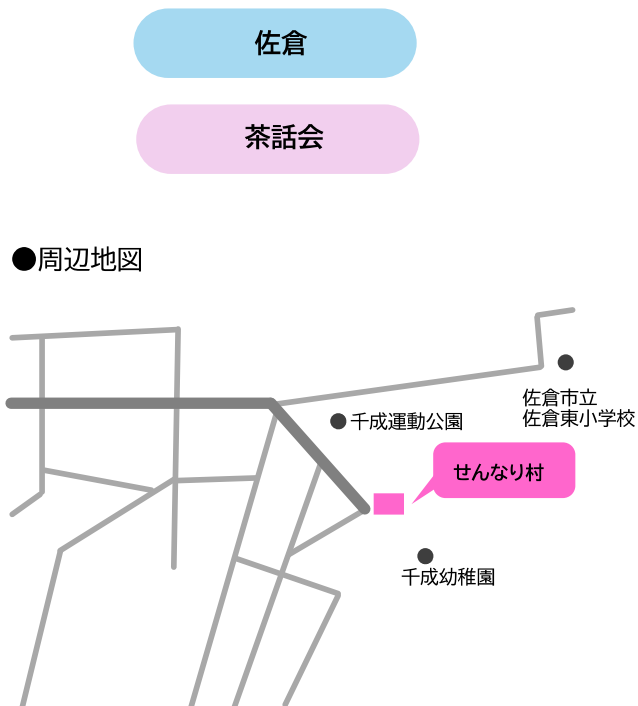 佐倉
茶話会
●周辺地図
千成運動公園
佐倉市立
佐倉東小学校
せんなり村
千成幼稚園